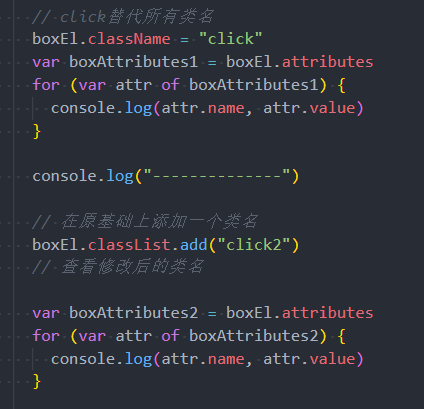 // click替代所有类名
boxEl.className = "click"
var boxAttributes1 = boxEl.attributes
for (var attr of boxAttributes1) {
  console.log(attr.name, attr.value)
}

console.log("--------------")

// 在原基础上添加一个类名
boxEl.classList.add("click2")
// 查看修改后的类名

var boxAttributes2 = boxEl.attributes
for (var attr of boxAttributes2) {
  console.log(attr.name, attr.value)
}